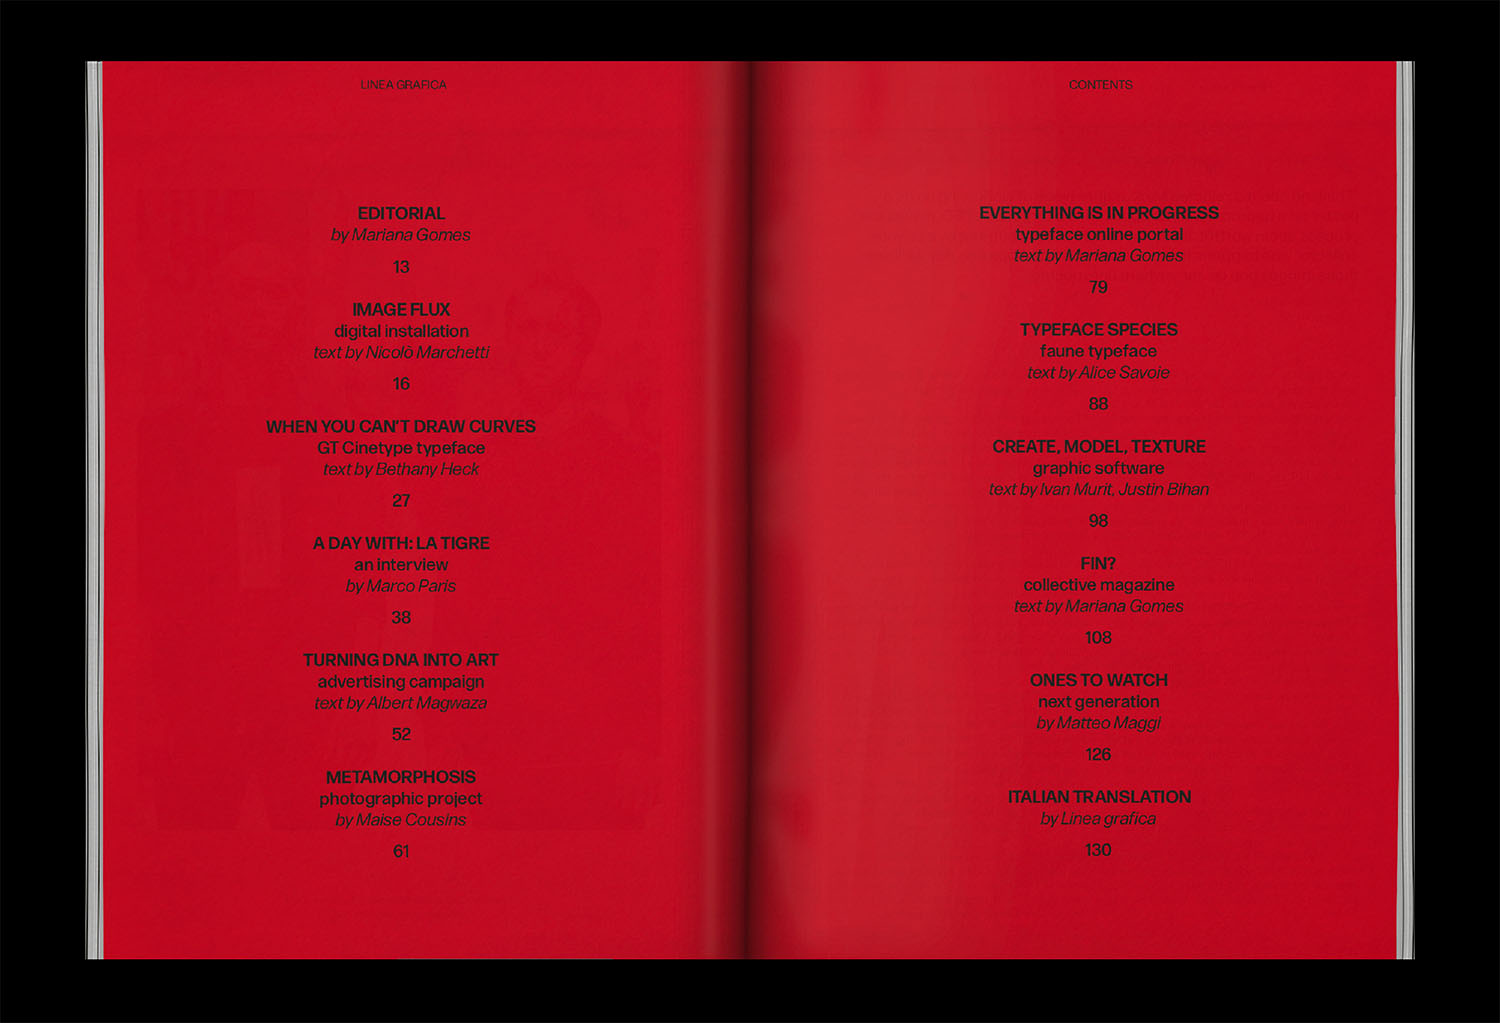 LINEA GRAFICA
EDITORIAL
by Mariana Gomes
13
IMAGE FLUX
digital installation
text by Nicolò Marchetti
16
WHEN YOU CAN'T DRAW CURVES
GT Cinetype typeface
text by Bethany Heck
27
A DAY WITH: LA TIGRE
an interview
by Marco Paris
38
TURNING DNA INTO ART
advertising campaign
text by Albert Magwaza
52
METAMORPHOSIS
photographic project
by Maise Cousins
61
CONTENTS
EVERYTHING IS IN PROGRESS
typeface online portal
text by Mariana Gomes
79
TYPEFACE SPECIES
faune typeface
text by Alice Savoie
88
CREATE, MODEL, TEXTURE
graphic software
text by Ivan Murit, Justin Bihan
98
FIN?
collective magazine
text by Mariana Gomes
108
ONES TO WATCH
next generation
by Matteo Maggi
126
ITALIAN TRANSLATION
by Linea grafica
130